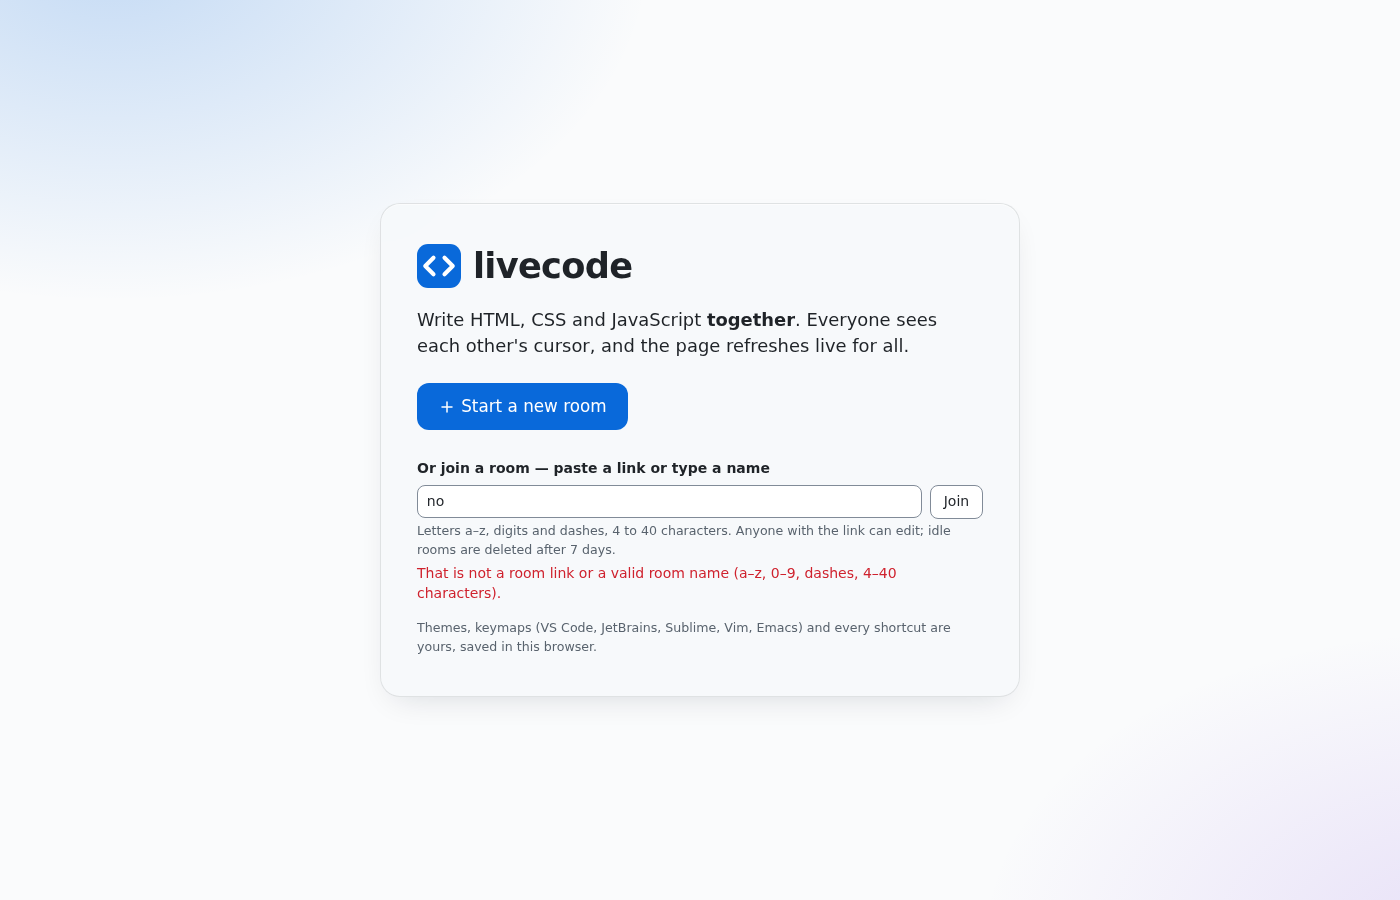 livecode
Write HTML, CSS and JavaScript together. Everyone sees
each other's cursor, and the page refreshes live for all.
+ Start a new room
Or join a room — paste a link or type a name
no
Join
Letters a–z, digits and dashes, 4 to 40 characters. Anyone with the link can edit; idle
rooms are deleted after 7 days.
That is not a room link or a valid room name (a–z, 0–9, dashes, 4–40
characters).
Themes, keymaps (VS Code, JetBrains, Sublime, Vim, Emacs) and every shortcut are
yours, saved in this browser.